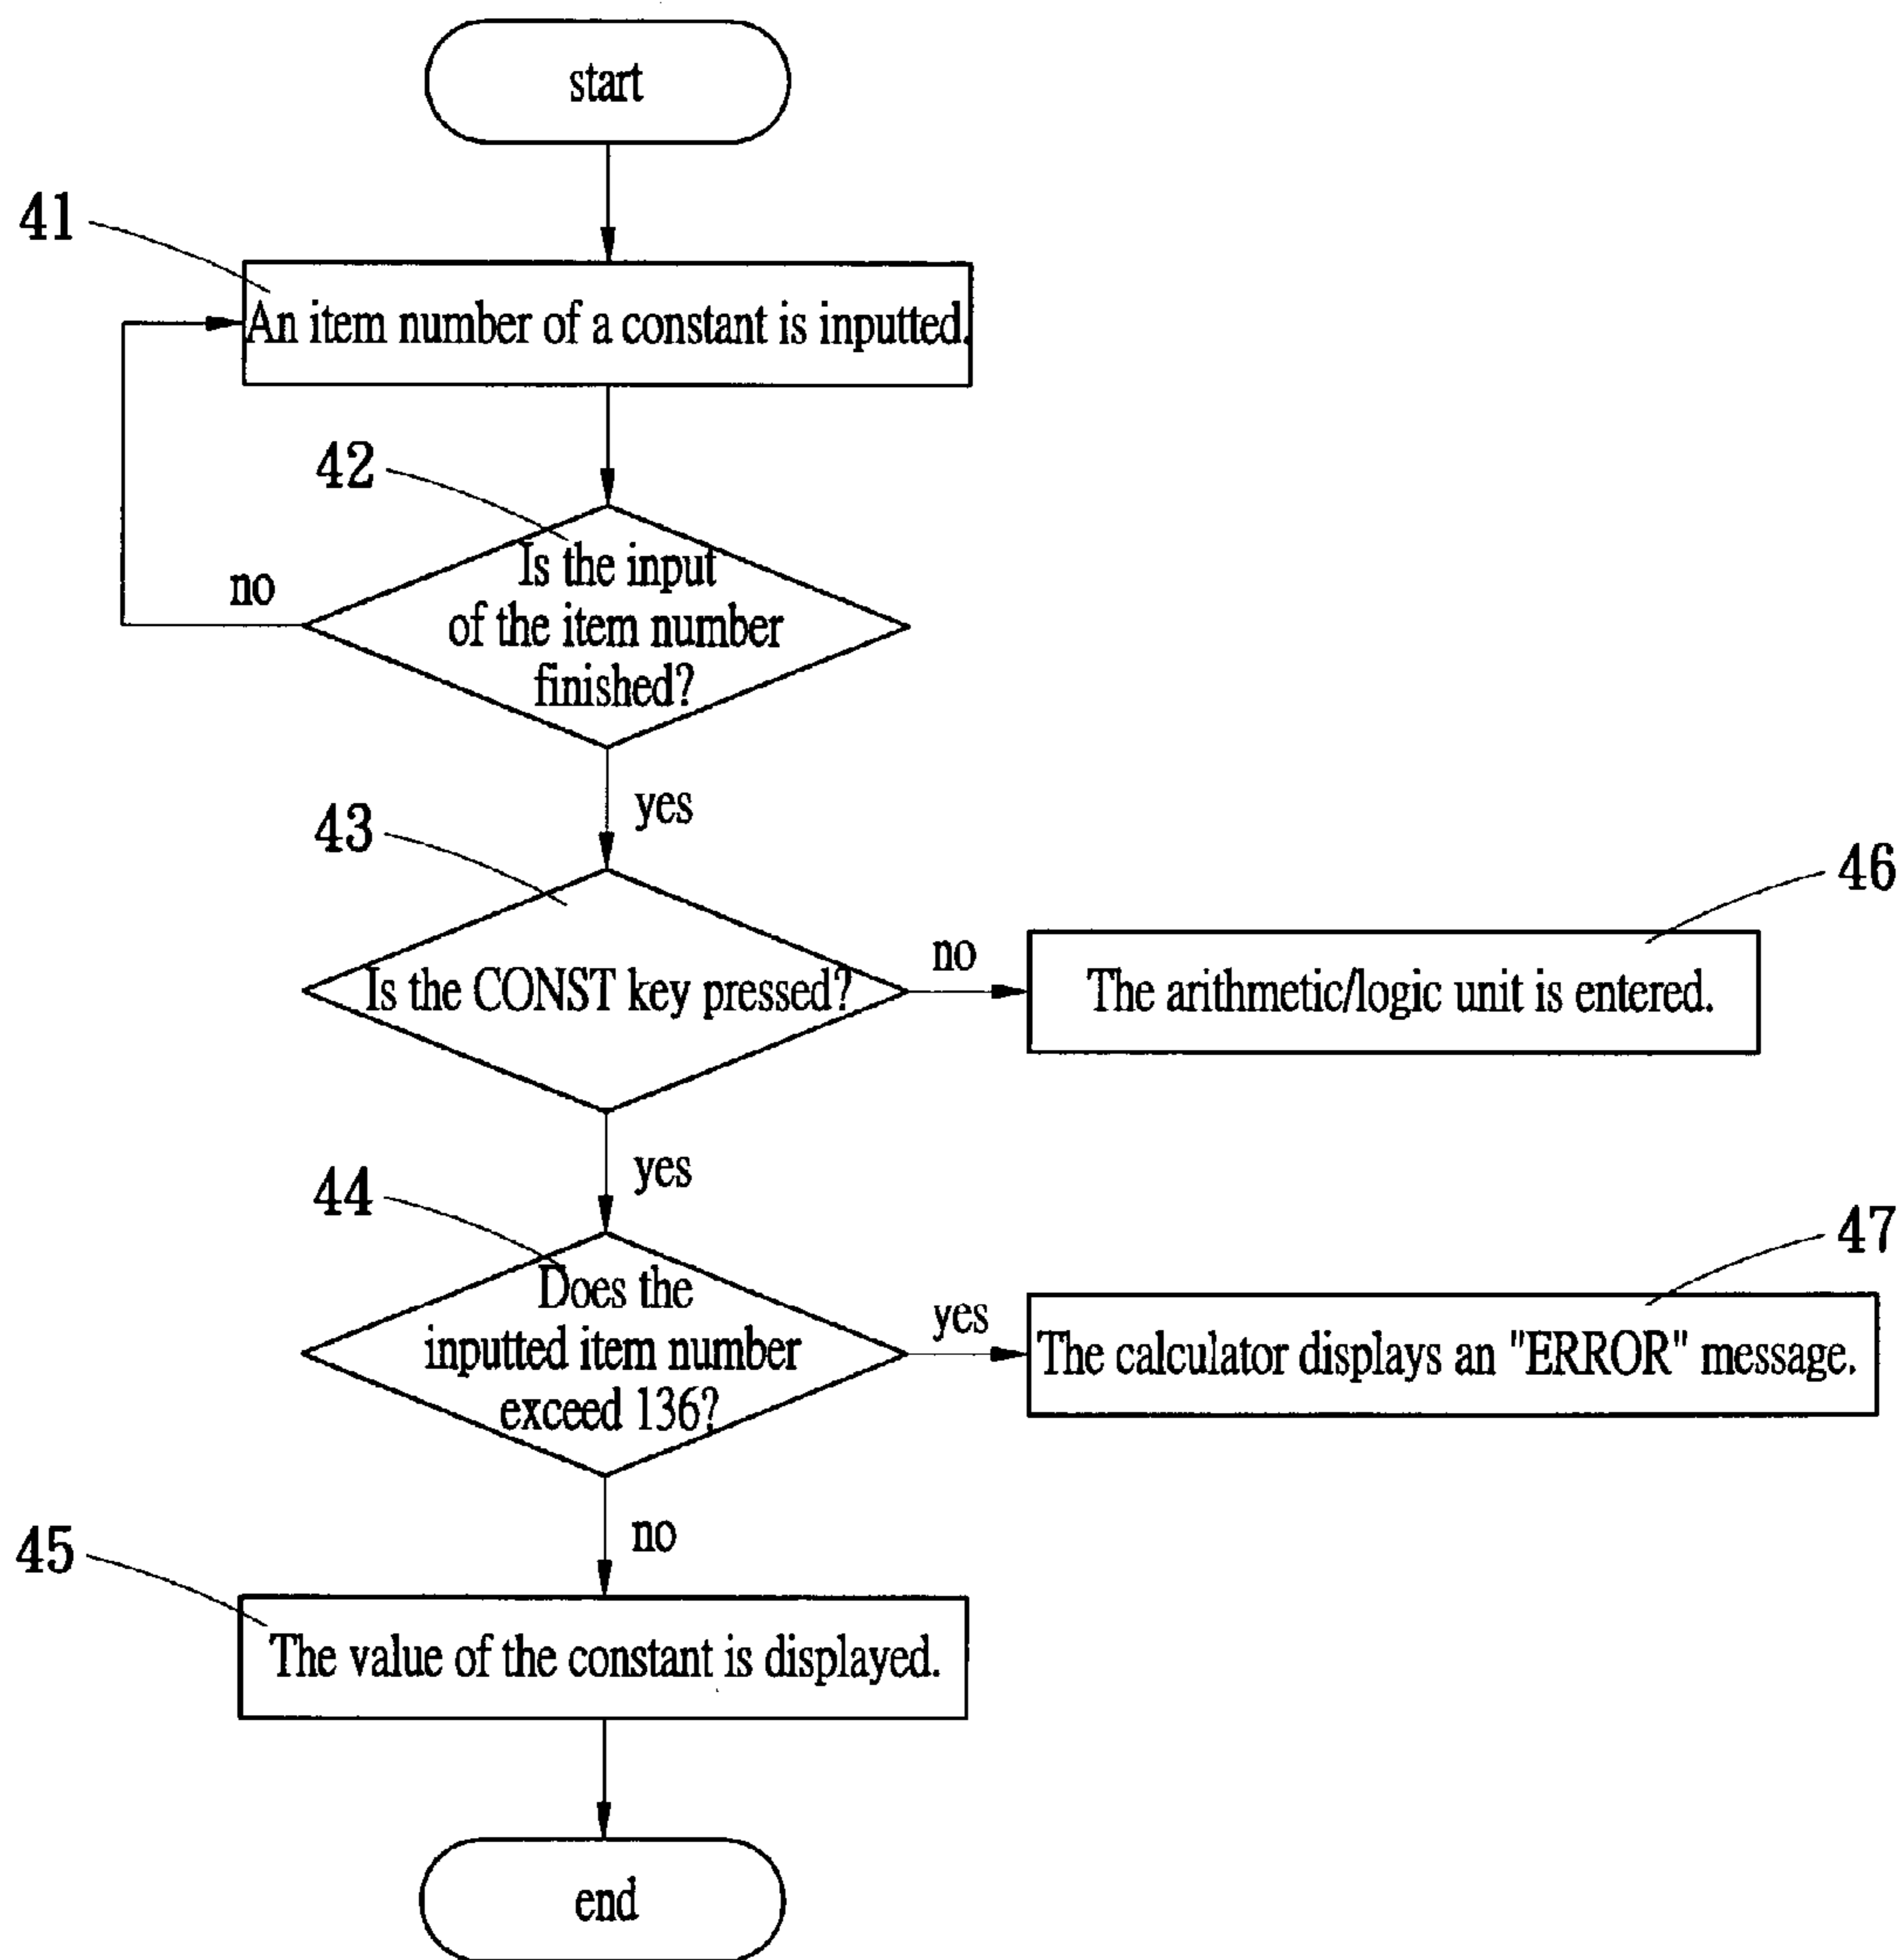 start
41
An item number of a constant is inputted.
42
Is the input
of the item number
finished?
no
yes
43
Is the CONST key pressed?
no
46
The arithmetic/logic unit is entered.
yes
44
Does the
inputted item number
exceed 136?
yes
47
The calculator displays an "ERROR" message.
no
45
The value of the constant is displayed.
end